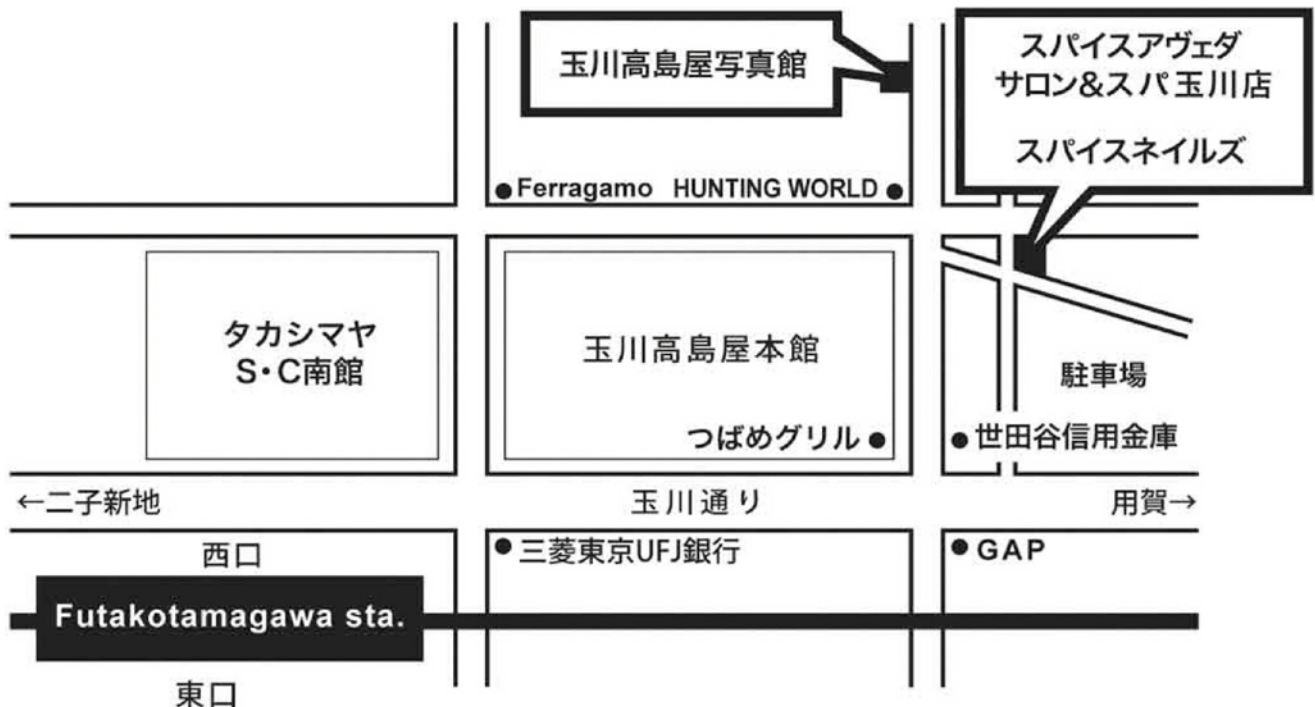 玉川高島屋写真館
スパイスアヴェダ
サロン&スパ玉川店
スパイスネイルズ
Ferragamo
HUNTING WORLD
タカシマヤ
S・C南館
玉川高島屋本館
つばめグリル
駐車場
世田谷信用金庫
←二子新地
玉川通り
用賀→
西口
三菱東京UFJ銀行
GAP
Futakotamagawa sta.
東口